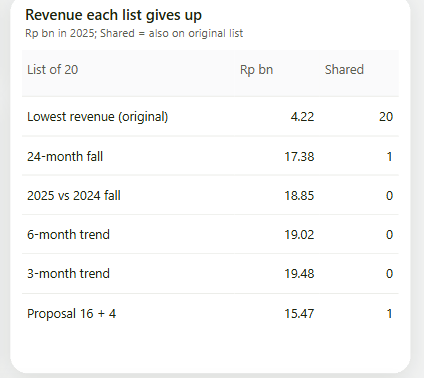 Revenue each list gives up
Rp bn in 2025; Shared = also on original list
List of 20 Rp bn Shared
Lowest revenue (original) 4.22 20
24-month fall 17.38 1
2025 vs 2024 fall 18.85 0
6-month trend 19.02 0
3-month trend 19.48 0
Proposal 16 + 4 15.47 1